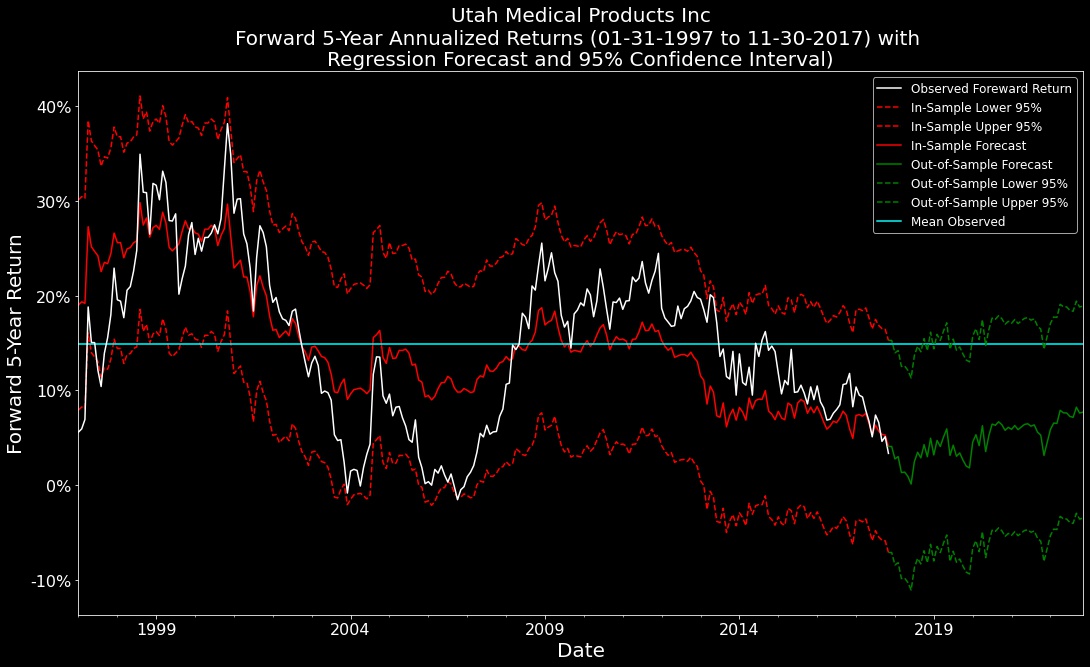 Utah Medical Products Inc
Forward 5-Year Annualized Returns (01-31-1997 to 11-30-2017) with
Regression Forecast and 95% Confidence Interval)
Observed Foreward Return
In-Sample Lower 95%
In-Sample Upper 95%
In-Sample Forecast
Out-of-Sample Forecast
Out-of-Sample Lower 95%
Out-of-Sample Upper 95%
Mean Observed
Forward 5-Year Return
40%
30%
20%
10%
0%
-10%
1999
2004
2009
2014
2019
Date